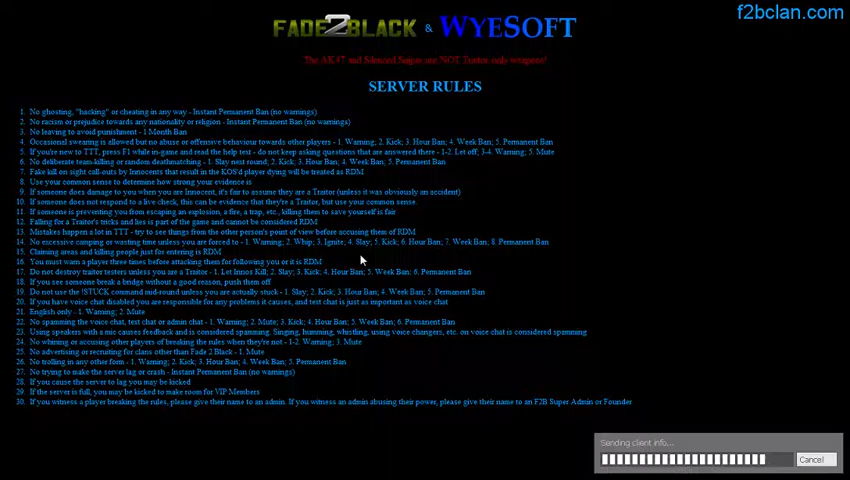 f2bclan.com
FADE2BLACK & WYESOFT
The AK47 and Silenced Sniper are NOT Traitor only weapons!
SERVER RULES
1. No ghosting, "hacking" or cheating in any way - Instant Permanent Ban (no warnings)
2. No racism or prejudice towards any nationality or religion - Instant Permanent Ban (no warnings)
3. No leaving to avoid punishment - 1 Month Ban
4. Occasional swearing is allowed but no abuse or offensive behaviour towards other players - 1. Warning; 2. Kick; 3. Hour Ban; 4. Week Ban; 5. Permanent Ban
5. If you're new to TTT, press F1 while in-game and read the help text - do not keep asking questions that are answered there - 1-2. Let off; 3-4. Warning; 5. Mute
6. No deliberate team-killing or random deathmatching - 1. Slay next round; 2. Kick; 3. Hour Ban; 4. Week Ban; 5. Permanent Ban
7. Fake kill on sight call-outs by Innocents that result in the KOS'd player dying will be treated as RDM
8. Use your common sense to determine how strong your evidence is
9. If someone does damage to you when you are Innocent, it's fair to assume they are a Traitor (unless it was obviously an accident)
10. If someone does not respond to a live check, this can be evidence that they're a Traitor, but use your common sense.
11. If someone is preventing you from escaping an explosion, a fire, a trap, etc., killing them to save yourself is fair
12. Falling for a Traitor's tricks and lies is part of the game and cannot be considered RDM
13. Mistakes happen a lot in TTT - try to see things from the other person's point of view before accusing them of RDM
14. No excessive camping or wasting time unless you are forced to - 1. Warning; 2. Whip; 3. Ignite; 4. Slay; 5. Kick; 6. Hour Ban; 7. Week Ban; 8. Permanent Ban
15. Claiming areas and killing people just for entering is RDM
16. You must warn a player three times before attacking them for following you or it is RDM
17. Do not destroy traitor testers unless you are a Traitor - 1. Let Innos Kill; 2. Slay; 3. Kick; 4. Hour Ban; 5. Week Ban; 6. Permanent Ban
18. If you see someone break a bridge without a good reason, push them off
19. Do not use the !STUCK command mid-round unless you are actually stuck - 1. Slay; 2. Kick; 3. Hour Ban; 4. Week Ban; 5. Permanent Ban
20. If you have voice chat disabled you are responsible for any problems it causes, and text chat is just as important as voice chat
21. English only - 1. Warning; 2. Mute
22. No spamming the voice chat, text chat or admin chat - 1. Warning; 2. Mute; 3. Kick; 4. Hour Ban; 5. Week Ban; 6. Permanent Ban
23. Using speakers with a mic causes feedback and is considered spamming. Singing, humming, whistling, using voice changers, etc. on voice chat is considered spamming
24. No whining or accusing other players of breaking the rules when they're not - 1-2. Warning; 3. Mute
25. No advertising or recruiting for clans other than Fade 2 Black - 1. Mute
26. No trolling in any other form - 1. Warning; 2. Kick; 3. Hour Ban; 4. Week Ban; 5. Permanent Ban
27. No trying to make the server lag or crash - Instant Permanent Ban (no warnings)
28. If you cause the server to lag you may be kicked
29. If the server is full, you may be kicked to make room for VIP Members
30. If you witness a player breaking the rules, please give their name to an admin. If you witness an admin abusing their power, please give their name to an F2B Super Admin or Founder
Sending client info...
Cancel